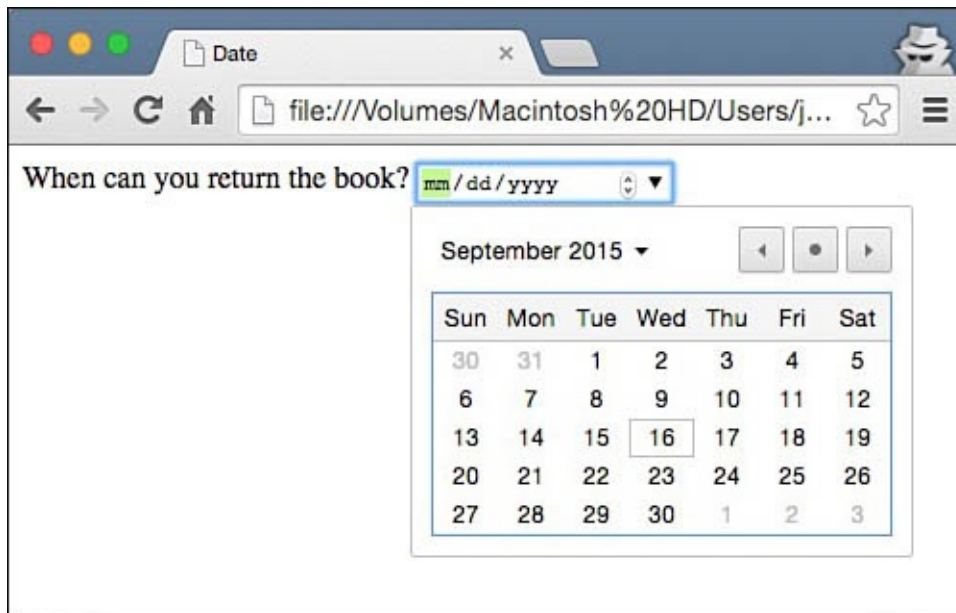 Date
file:///Volumes/Macintosh%20HD/Users/j...
When can you return the book? mm/dd/yyyy
September 2015
Sun Mon Tue Wed Thu Fri Sat
30 31 1 2 3 4 5
6 7 8 9 10 11 12
13 14 15 16 17 18 19
20 21 22 23 24 25 26
27 28 29 30 1 2 3